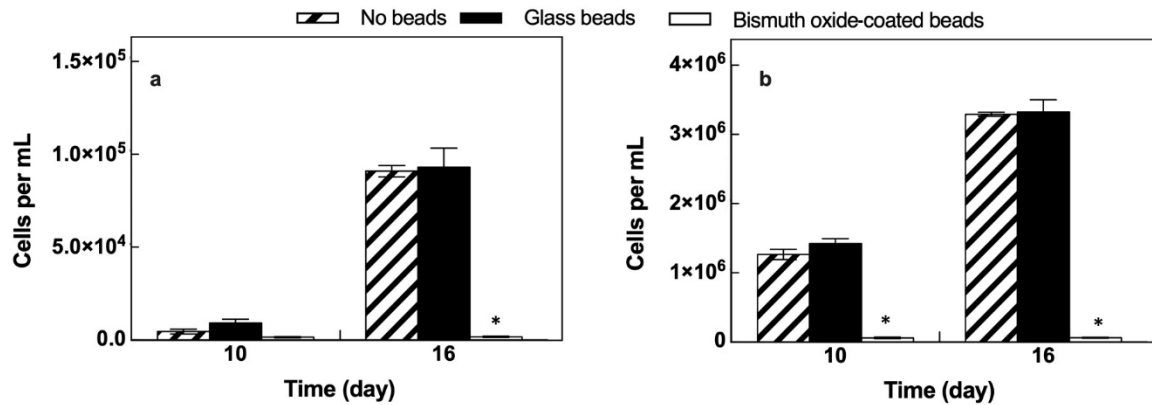 No beads Glass beads Bismuth oxide-coated beads
a
1.5×10⁵
1.0×10⁵
5.0×10⁴
0.0
Cells per mL
*
10 16
Time (day)
b
4×10⁶
3×10⁶
2×10⁶
1×10⁶
0
Cells per mL
* *
10 16
Time (day)